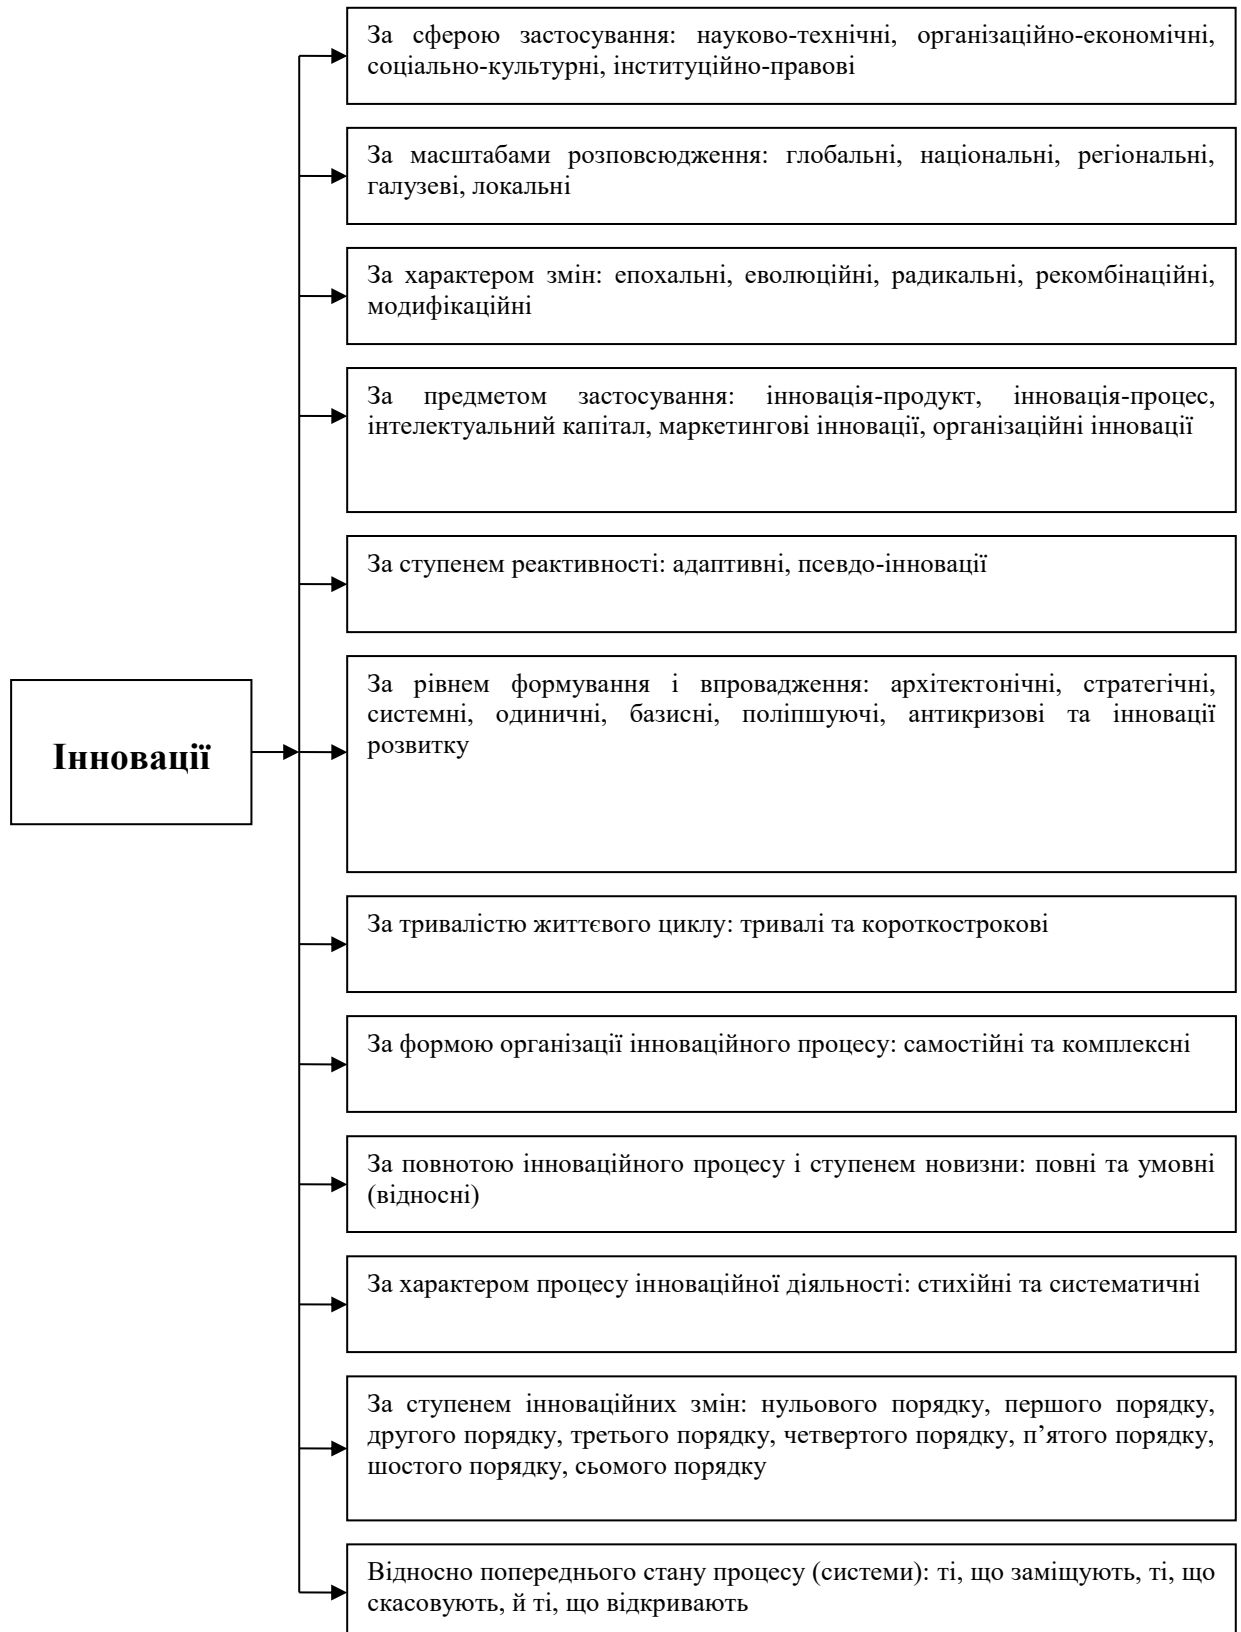 За сферою застосування: науково-технічні, організаційно-економічні,
соціально-культурні, інституційно-правові
За масштабами розповсюдження: глобальні, національні, регіональні,
галузеві, локальні
За характером змін: епохальні, еволюційні, радикальні, рекомбінаційні,
модифікаційні
За предметом застосування: інновація-продукт, інновація-процес,
інтелектуальний капітал, маркетингові інновації, організаційні інновації
За ступенем реактивності: адаптивні, псевдо-інновації
За рівнем формування і впровадження: архітектонічні, стратегічні,
системні, одиничні, базисні, поліпшуючі, антикризові та інновації
розвитку
Інновації
За тривалістю життєвого циклу: тривалі та короткострокові
За формою організації інноваційного процесу: самостійні та комплексні
За повнотою інноваційного процесу і ступенем новизни: повні та умовні
(відносні)
За характером процесу інноваційної діяльності: стихійні та систематичні
За ступенем інноваційних змін: нульового порядку, першого порядку,
другого порядку, третього порядку, четвертого порядку, п’ятого порядку,
шостого порядку, сьомого порядку
Відносно попереднього стану процесу (системи): ті, що заміщують, ті, що
скасовують, й ті, що відкривають